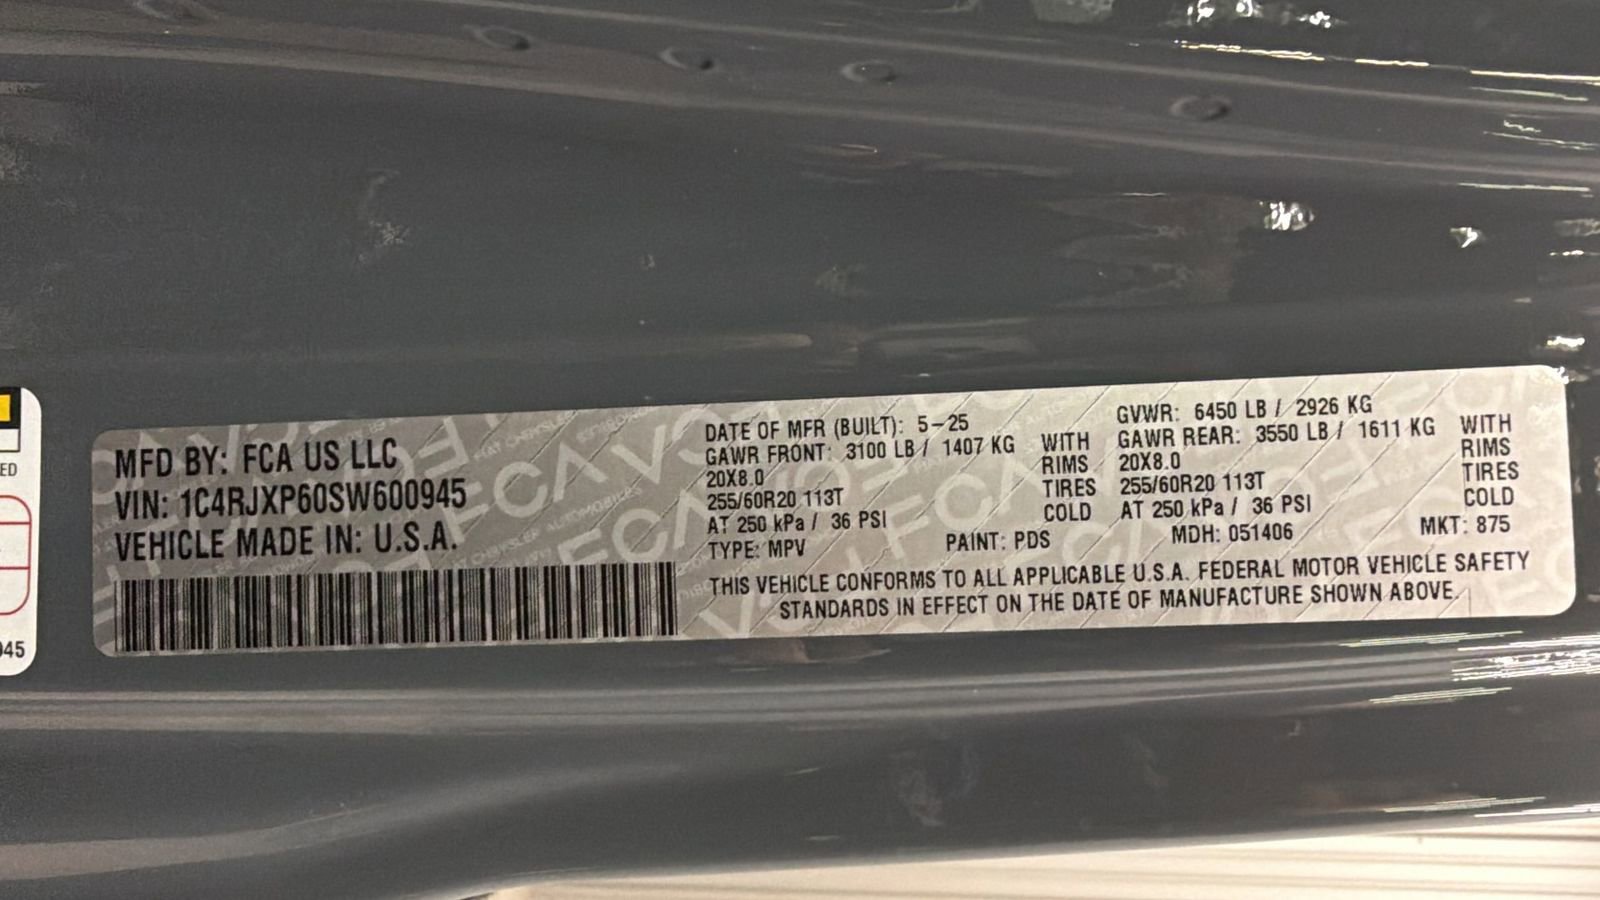 MFD BY: FCA US LLC
VIN: 1C4RJXP60SW600945
VEHICLE MADE IN: U.S.A.
DATE OF MFR (BUILT): 5-25
GAWR FRONT: 3100 LB / 1407 KG
20X8.0
255/60R20 113T
AT 250 kPa / 36 PSI
WITH
RIMS
TIRES
COLD
GVWR: 6450 LB / 2926 KG
GAWR REAR: 3550 LB / 1611 KG
20X8.0
255/60R20 113T
AT 250 kPa / 36 PSI
WITH
RIMS
TIRES
COLD
TYPE: MPV PAINT: PDS MDH: 051406 MKT: 875
THIS VEHICLE CONFORMS TO ALL APPLICABLE U.S.A. FEDERAL MOTOR VEHICLE SAFETY
STANDARDS IN EFFECT ON THE DATE OF MANUFACTURE SHOWN ABOVE.
ED
945